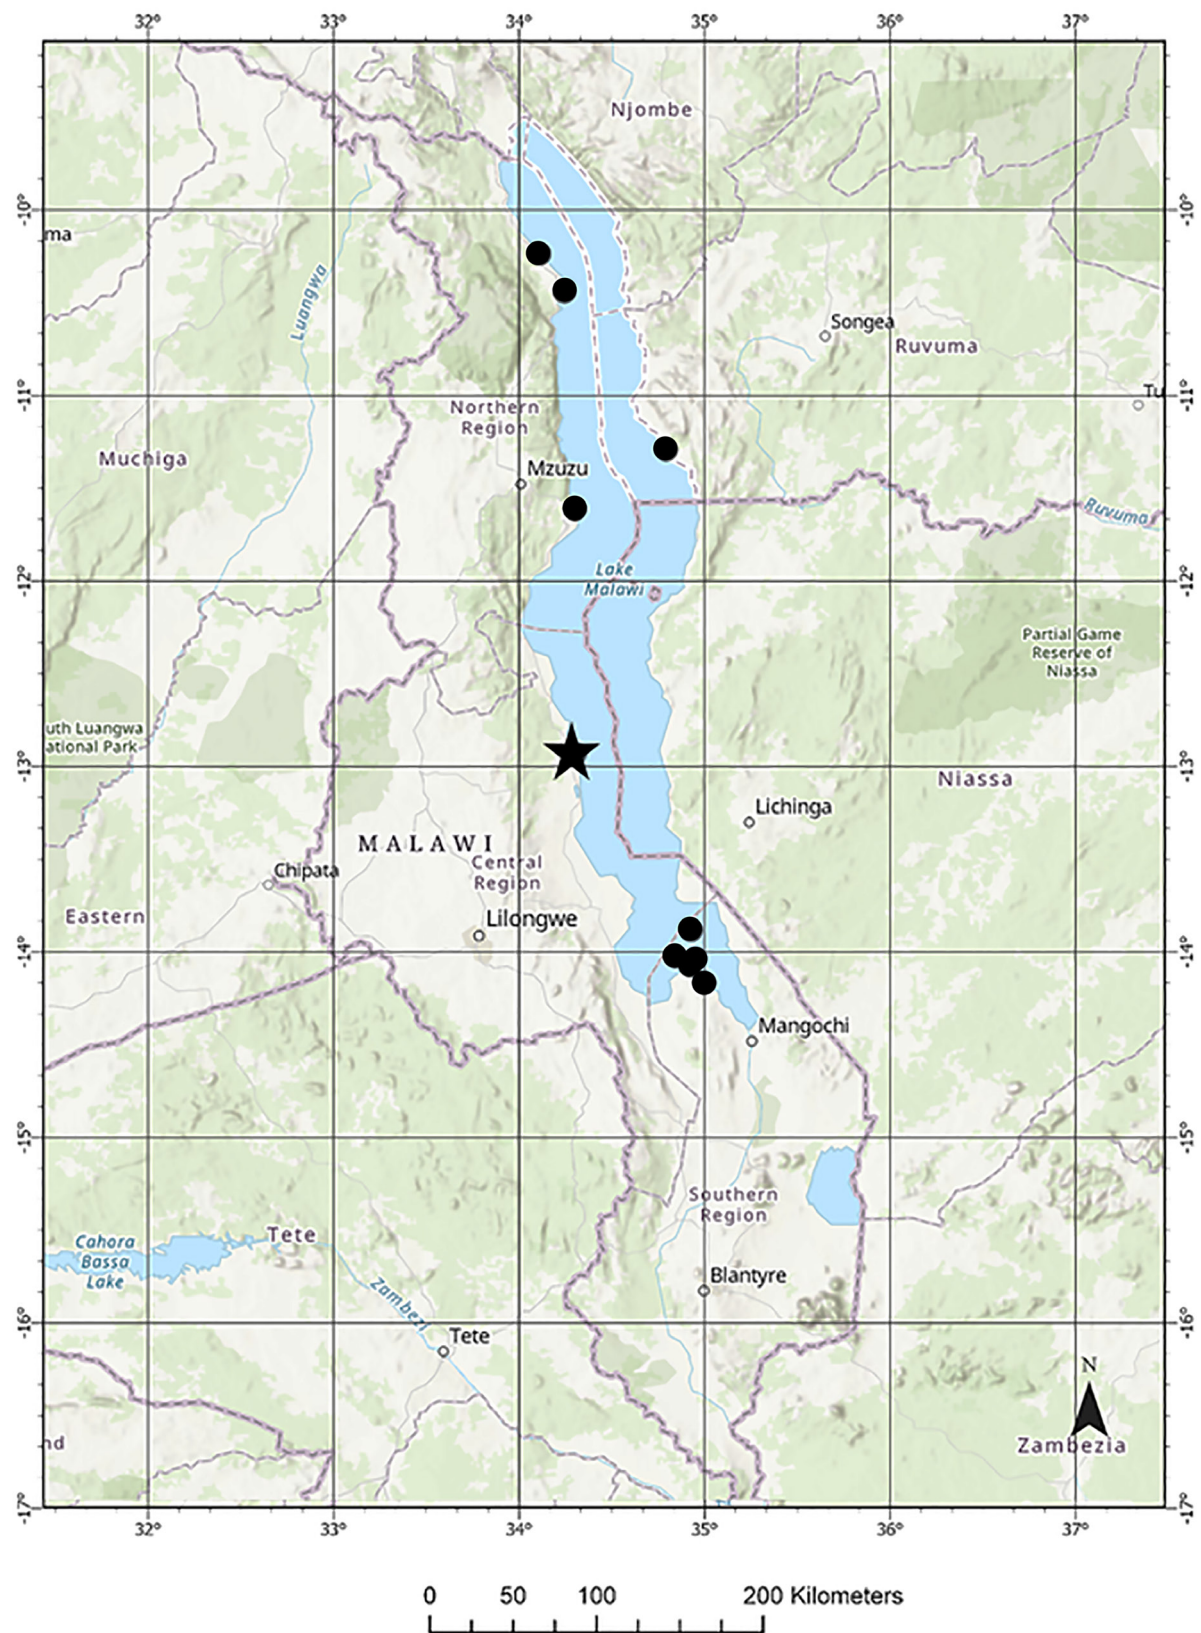 32° 33° 34° 35° 36° 37°
Njombe
-10° -10°
ma
Luangwa
Songea
Ruvuma
-11° -11°
Tu
Northern
Region
Muchiga
Mzuzu
Ruvuma
-12° -12°
Lake
Malawi
Partial Game
Reserve of
Niassa
uth Luangwa
ational Park
-13° -13°
Niassa
Lichinga
MALAWI
Central
Region
Chipata
Eastern
Lilongwe
-14° -14°
Mangochi
-15° -15°
Southern
Region
Tete
Cahora
Bassa
Lake
Blantyre
Zambezi
-16° -16°
Tete
N
nd
Zambezia
-17° -17°
32° 33° 34° 35° 36° 37°
0 50 100 200 Kilometers